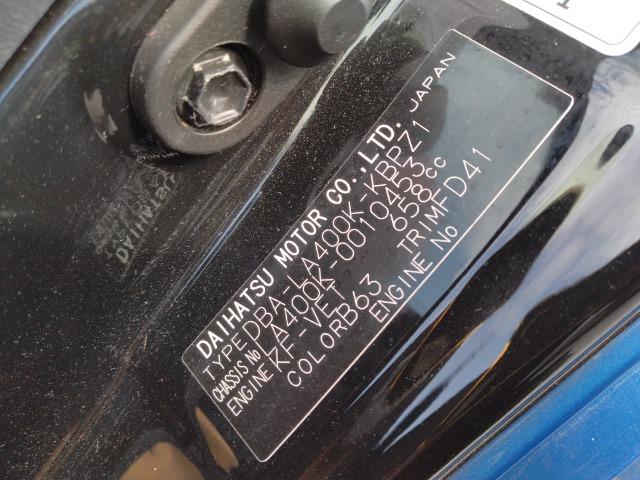 DAIHATSU MOTOR CO.,LTD. JAPAN
TYPE DBA-LA400K-KBPZ1
CHASSIS No LA400K-0010453
ENGINE KF-VET 658cc
COLOR B63 TRIM FD41
ENGINE No